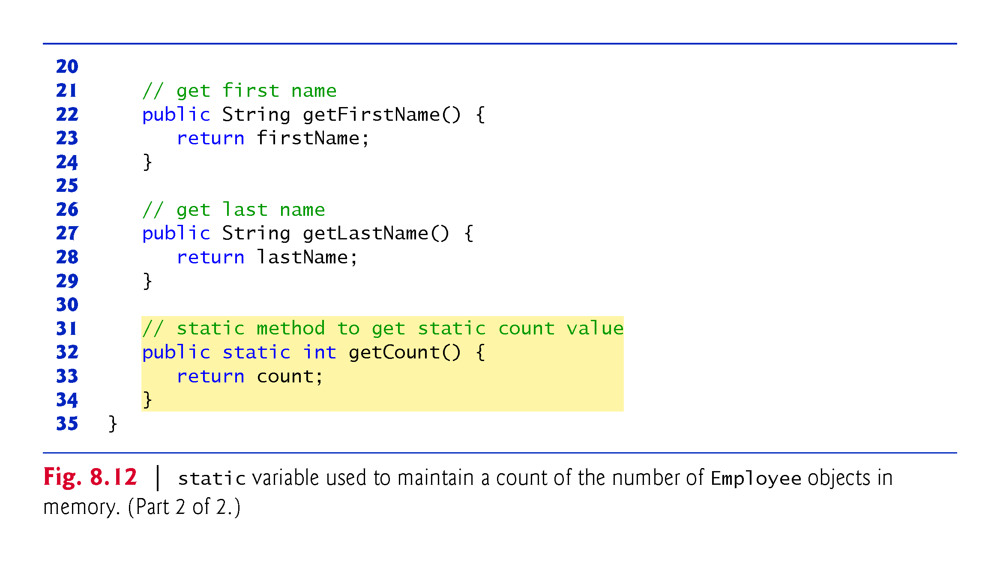 20
21 // get first name
22 public String getFirstName() {
23 return firstName;
24 }
25
26 // get last name
27 public String getLastName() {
28 return lastName;
29 }
30
31 // static method to get static count value
32 public static int getCount() {
33 return count;
34 }
35 }
Fig. 8.12 | static variable used to maintain a count of the number of Employee objects in
memory. (Part 2 of 2.)